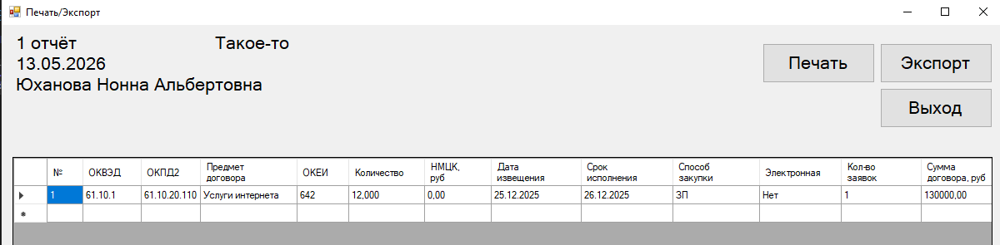 Печать/Экспорт
1 отчёт Такое-то
13.05.2026
Юханова Нонна Альбертовна
Печать Экспорт
Выход
№ ОКВЭД ОКПД2 Предмет договора ОКЕИ Количество НМЦК, руб Дата извещения Срок исполнения Способ закупки Электронная Кол-во заявок Сумма договора, руб
1 61.10.1 61.10.20.110 Услуги интернета 642 12,000 0,00 25.12.2025 26.12.2025 ЗП Нет 1 130000,00